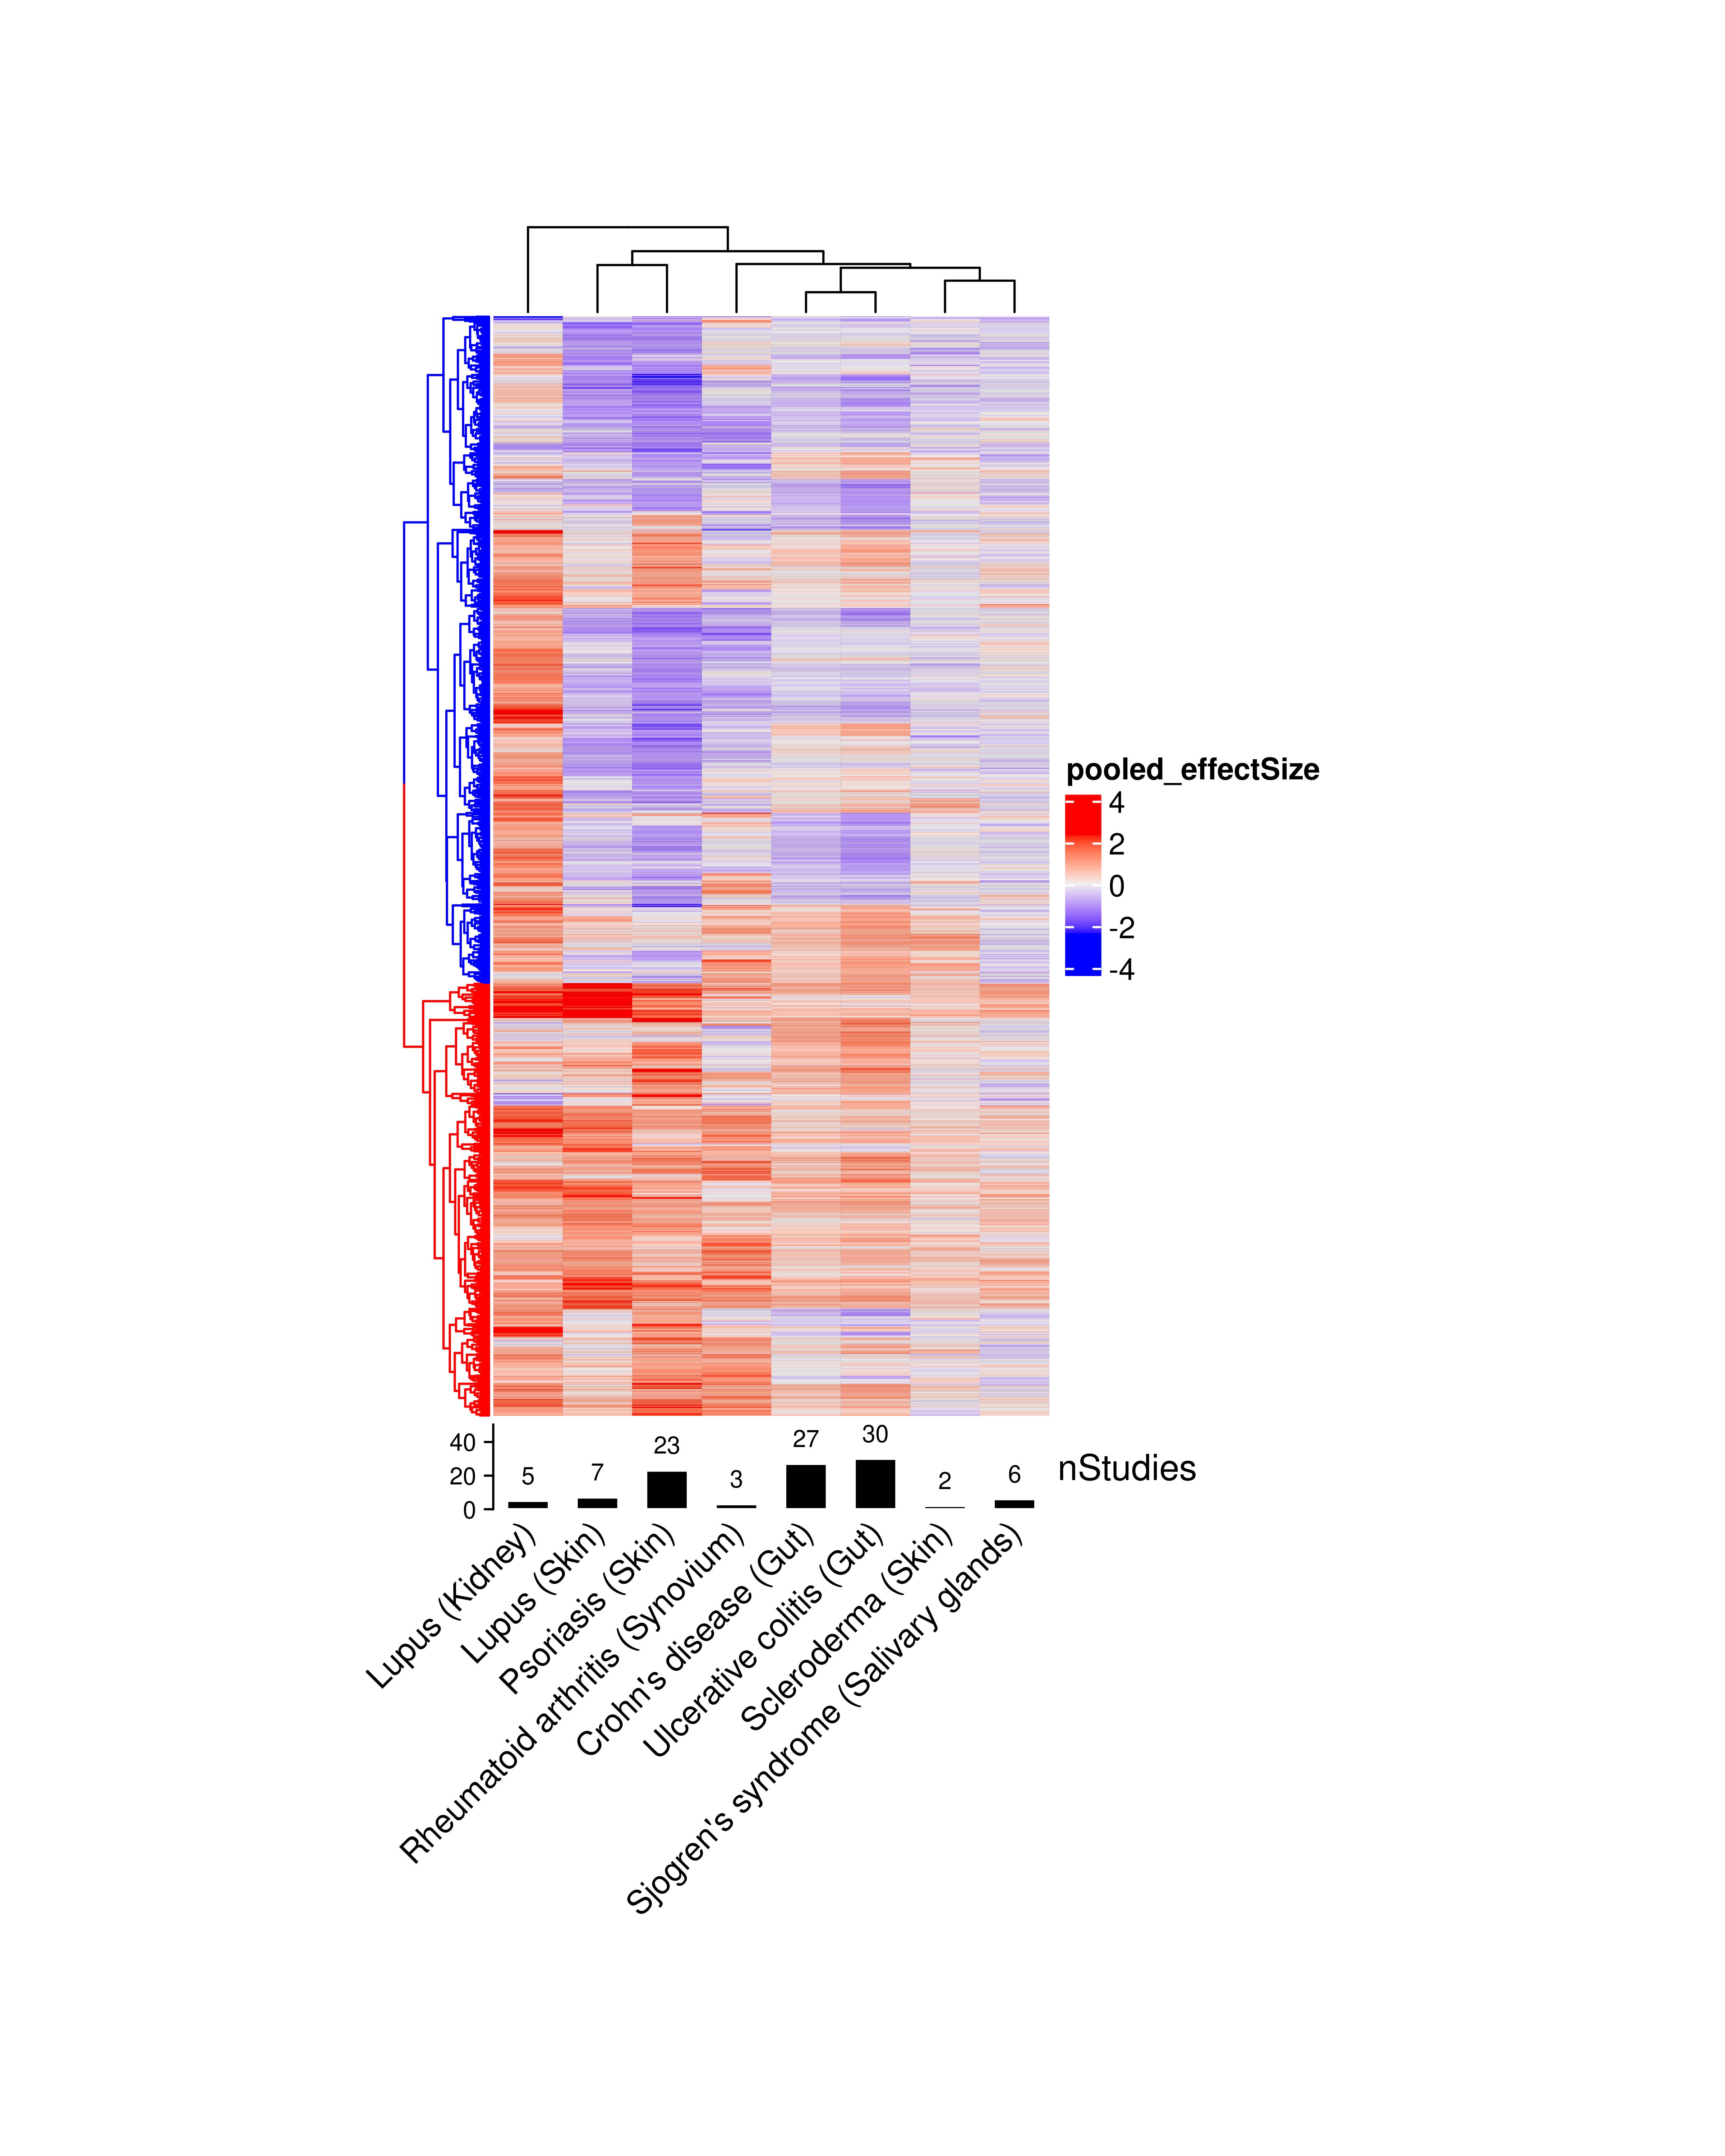 pooled_effectSize
4
2
0
-2
-4
40
20
0
5
7
23
3
27
30
2
6
nStudies
Lupus (Kidney)
Lupus (Skin)
Psoriasis (Skin)
Rheumatoid arthritis (Synovium)
Crohn's disease (Gut)
Ulcerative colitis (Gut)
Scleroderma (Skin)
Sjogren's syndrome (Salivary glands)